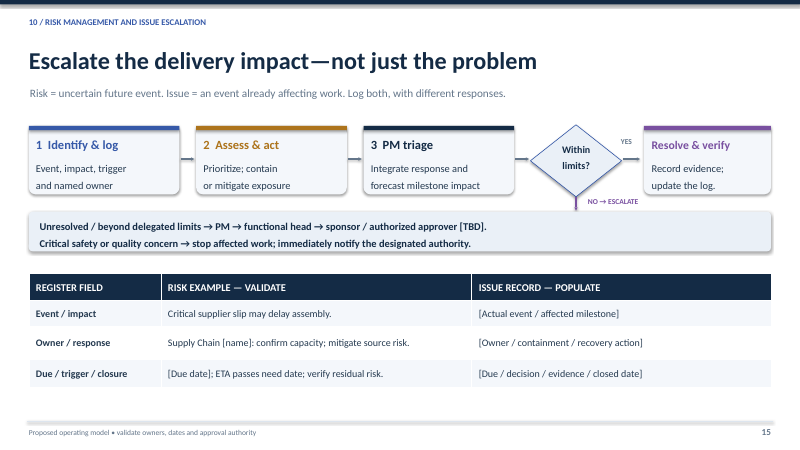 10 / RISK MANAGEMENT AND ISSUE ESCALATION
Escalate the delivery impact—not just the problem
Risk = uncertain future event. Issue = an event already affecting work. Log both, with different responses.
1 Identify & log
Event, impact, trigger
and named owner
2 Assess & act
Prioritize; contain
or mitigate exposure
3 PM triage
Integrate response and
forecast milestone impact
Within
limits?
YES
NO → ESCALATE
Resolve & verify
Record evidence;
update the log.
Unresolved / beyond delegated limits → PM → functional head → sponsor / authorized approver [TBD].
Critical safety or quality concern → stop affected work; immediately notify the designated authority.
REGISTER FIELD RISK EXAMPLE — VALIDATE ISSUE RECORD — POPULATE
Event / impact Critical supplier slip may delay assembly. [Actual event / affected milestone]
Owner / response Supply Chain [name]: confirm capacity; mitigate source risk. [Owner / containment / recovery action]
Due / trigger / closure [Due date]; ETA passes need date; verify residual risk. [Due / decision / evidence / closed date]
Proposed operating model • validate owners, dates and approval authority 15